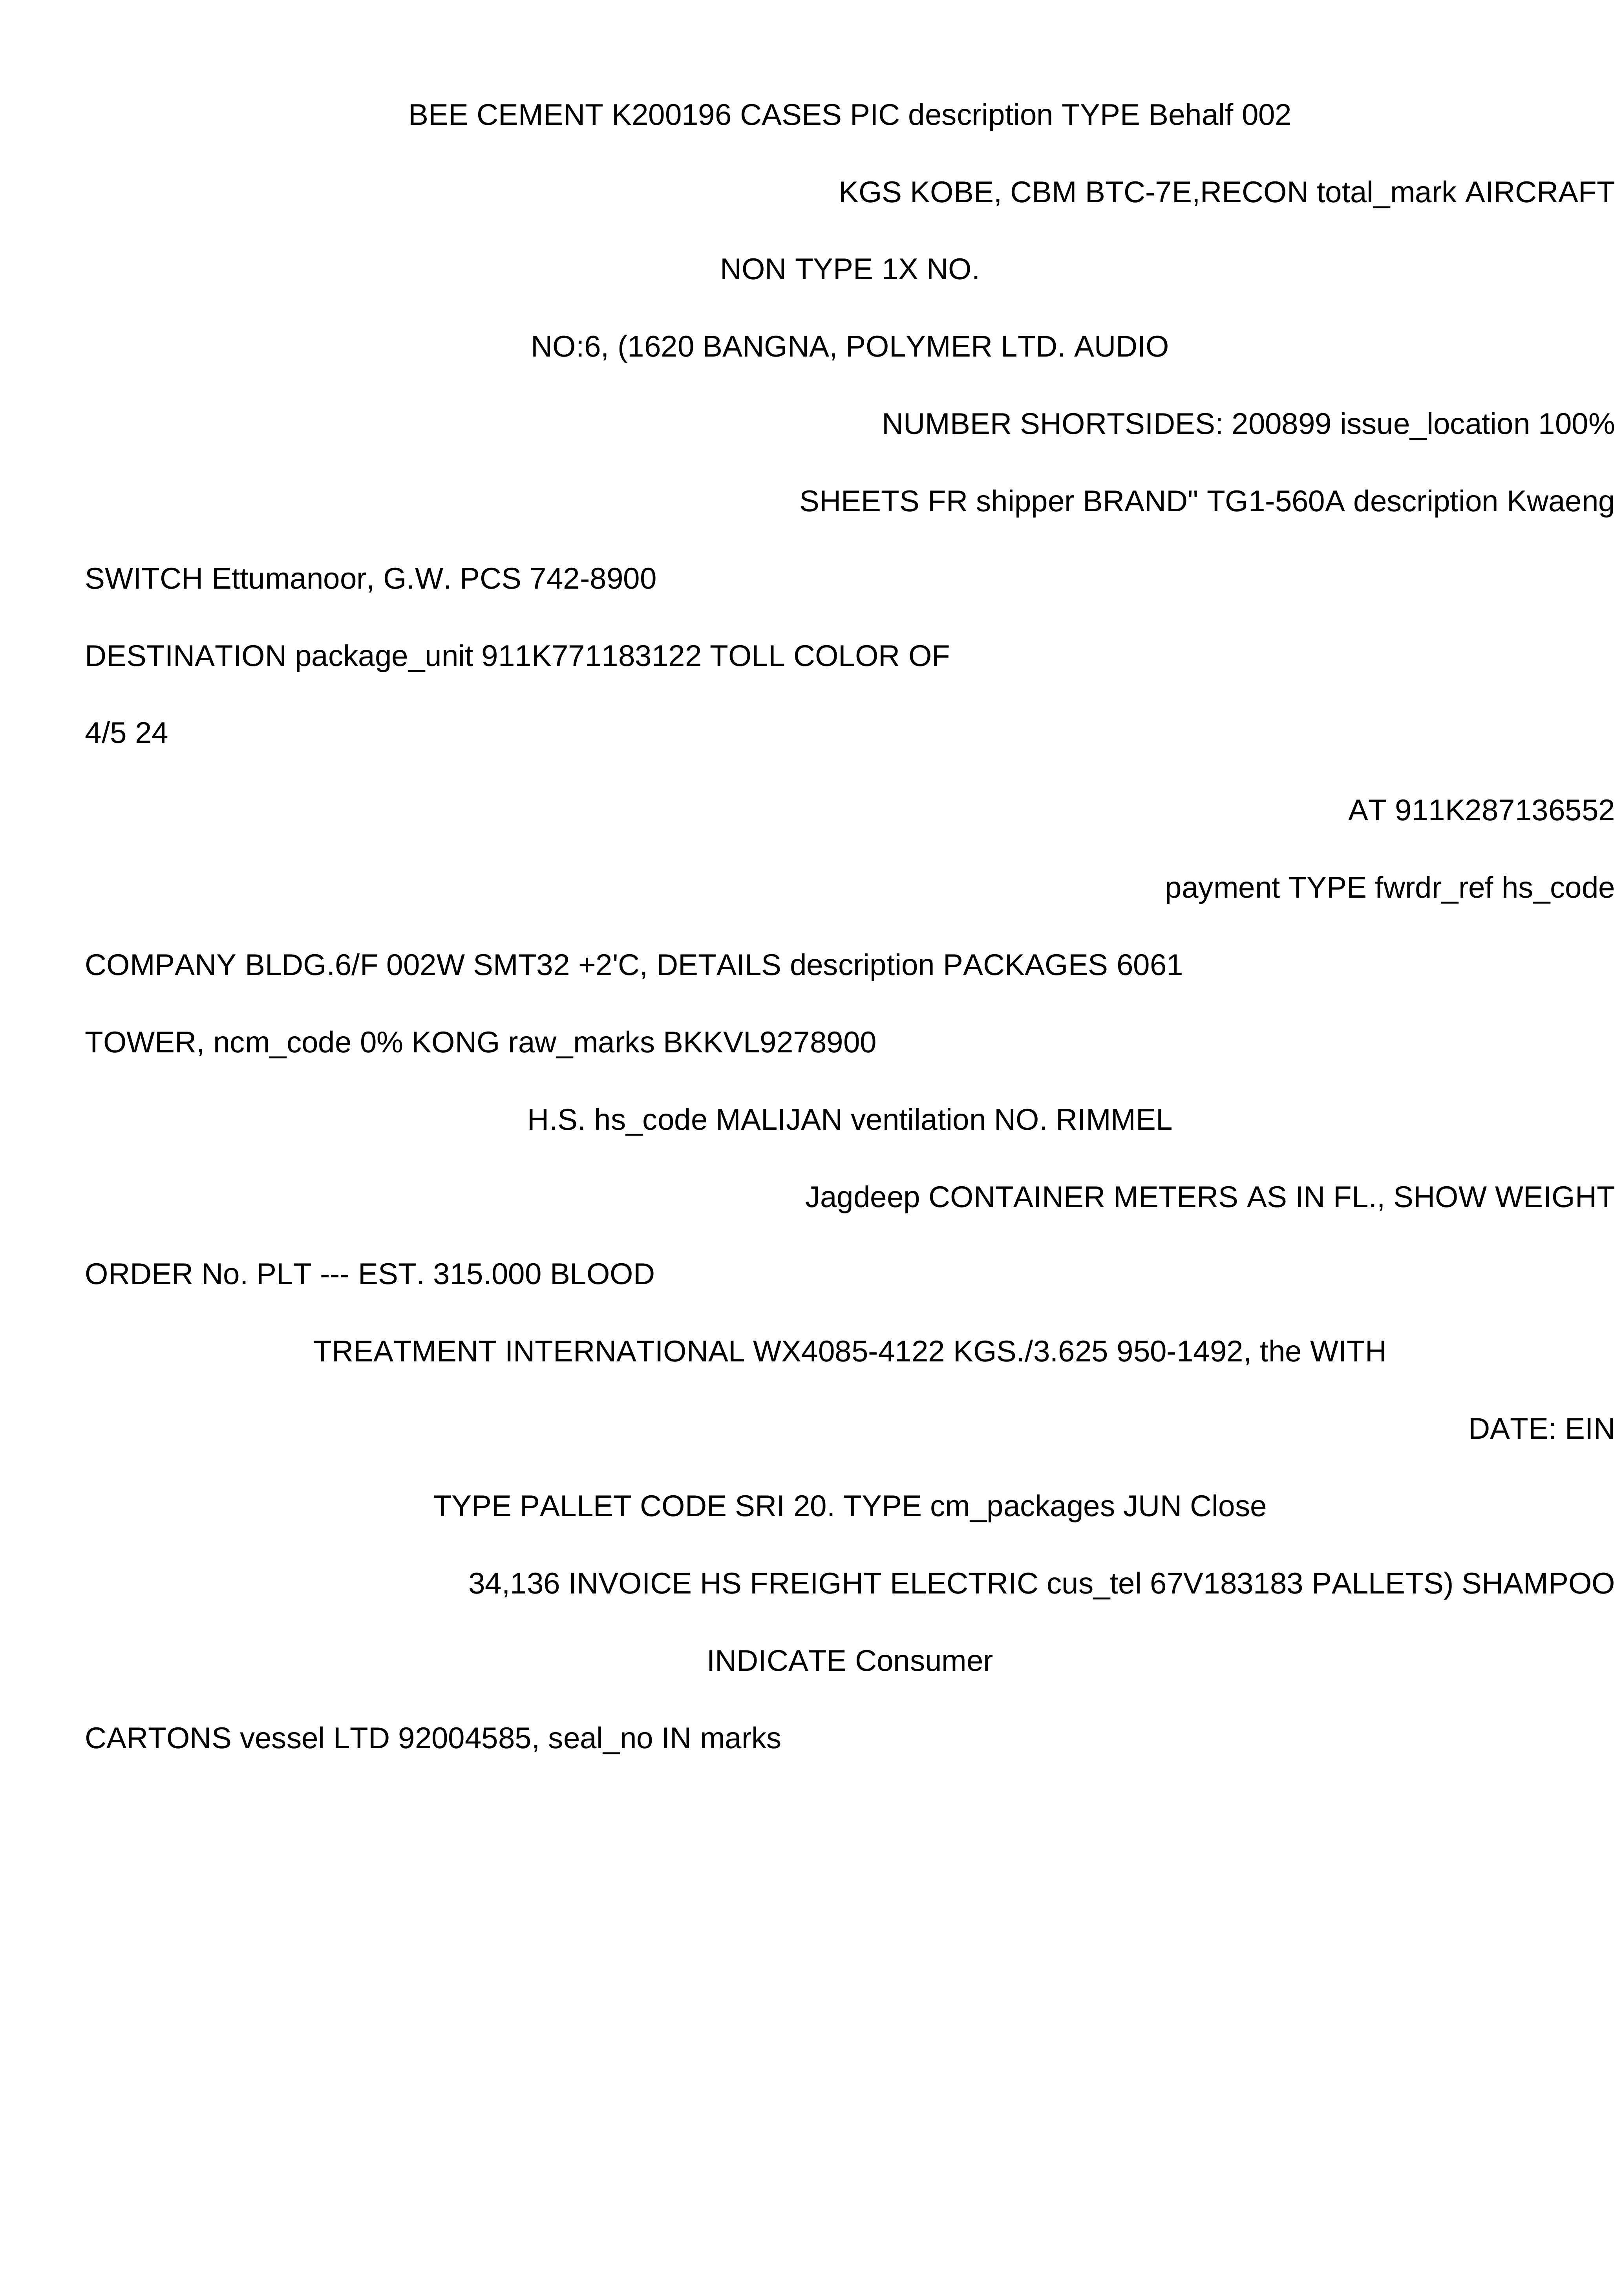 BEE CEMENT K200196 CASES PIC description TYPE Behalf 002
KGS KOBE, CBM BTC-7E,RECON total_mark AIRCRAFT
NON TYPE 1X NO.
NO:6, (1620 BANGNA, POLYMER LTD. AUDIO
NUMBER SHORTSIDES: 200899 issue_location 100%
SHEETS FR shipper BRAND" TG1-560A description Kwaeng
SWITCH Ettumanoor, G.W. PCS 742-8900
DESTINATION package_unit 911K771183122 TOLL COLOR OF
4/5 24
AT 911K287136552
payment TYPE fwrdr_ref hs_code
COMPANY BLDG.6/F 002W SMT32 +2'C, DETAILS description PACKAGES 6061
TOWER, ncm_code 0% KONG raw_marks BKKVL9278900
H.S. hs_code MALIJAN ventilation NO. RIMMEL
Jagdeep CONTAINER METERS AS IN FL., SHOW WEIGHT
ORDER No. PLT --- EST. 315.000 BLOOD
TREATMENT INTERNATIONAL WX4085-4122 KGS./3.625 950-1492, the WITH
DATE: EIN
TYPE PALLET CODE SRI 20. TYPE cm_packages JUN Close
34,136 INVOICE HS FREIGHT ELECTRIC cus_tel 67V183183 PALLETS) SHAMPOO
INDICATE Consumer
CARTONS vessel LTD 92004585, seal_no IN marks